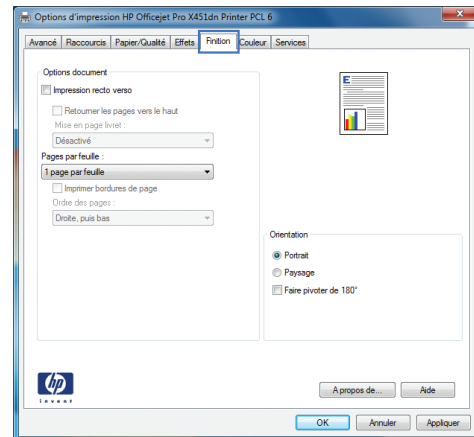 Options d'impression HP Officejet Pro X451dn Printer PCL 6
Avancé Raccourcis Papier/Qualité Effets Finition Couleur Services
Options document
Impression recto verso
Retourner les pages vers le haut
Mise en page livret :
Désactivé
Pages par feuille :
1 page par feuille
Imprimer bordures de page
Ordre des pages :
Droite, puis bas
E
Orientation
Portrait
Paysage
Faire pivoter de 180°
hp
invent
A propos de... Aide
OK Annuler Appliquer